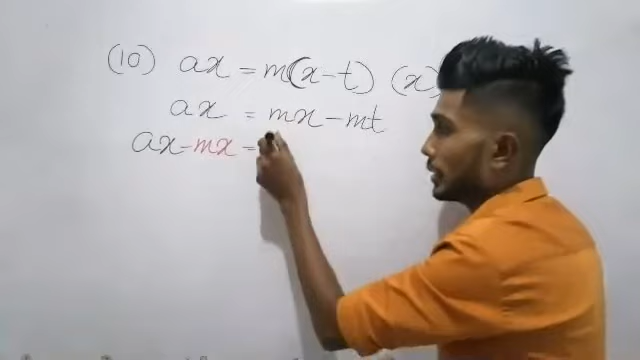 (10) ax = m(x-t) (x)
ax = mx-mt
ax-mx =